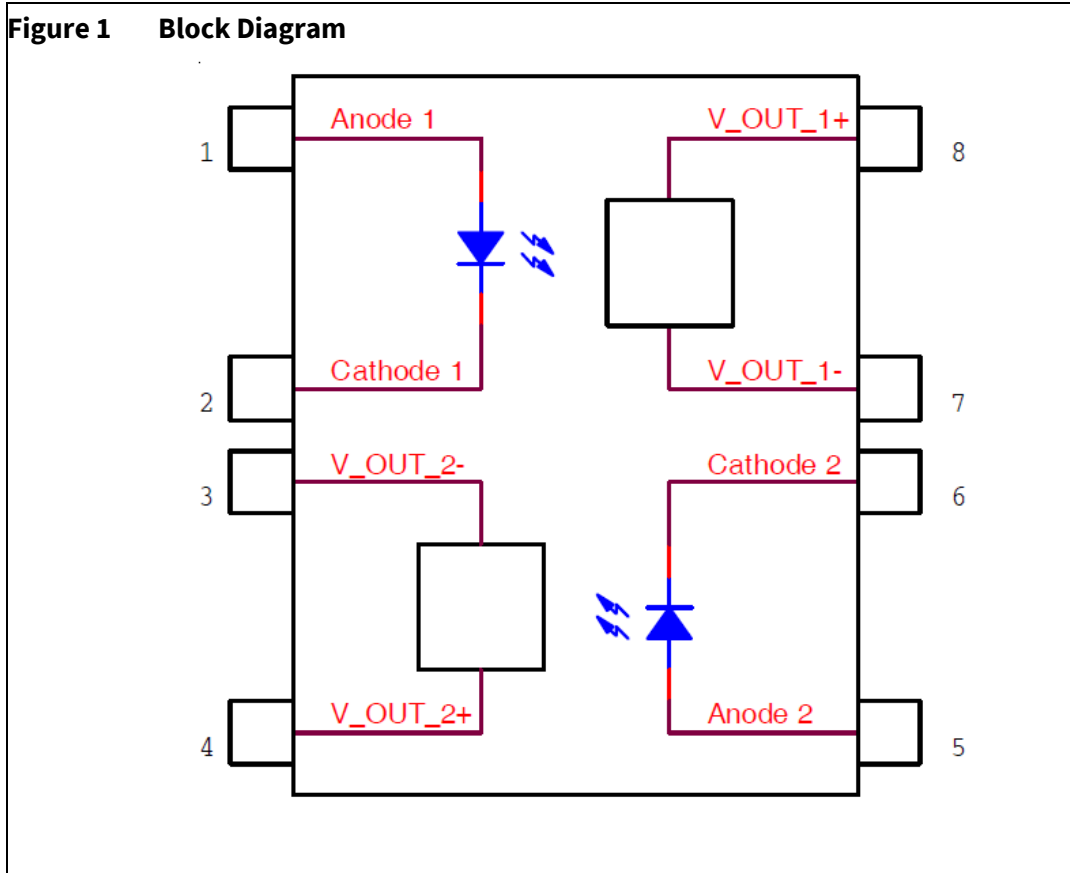 Figure 1 Block Diagram
Anode 1
V_OUT_1+
1
8
Cathode 1
V_OUT_1-
2
7
V_OUT_2-
Cathode 2
3
6
V_OUT_2+
Anode 2
4
5